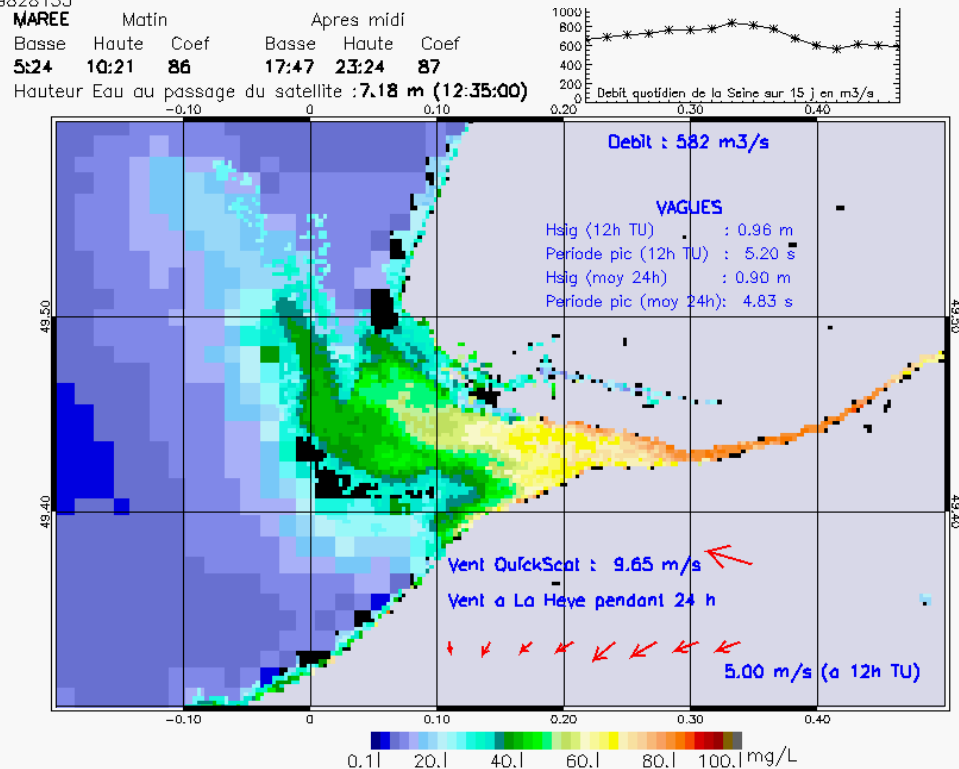 MAREE Matin Apres midi
Basse Haute Coef Basse Haute Coef
5:24 10:21 86 17:47 23:24 87
Hauteur Eau au passage du satellite :7.18 m (12:35:00)
1000
800
600
400
200
0
Debit quotidien de la Seine sur 15 j en m3/s
-0.10 0 0.10 0.20 0.30 0.40
Debit : 582 m3/s
VAGUES
Hsig (12h TU) : 0.96 m
Periode pic (12h TU) : 5.20 s
Hsig (moy 24h) : 0.90 m
Periode pic (moy 24h): 4.83 s
49.50 49.50
49.40 49.40
Vent QuickScat : 9.65 m/s
Vent a La Heve pendant 24 h
5.00 m/s (a 12h TU)
-0.10 0 0.10 0.20 0.30 0.40
0.1 20. 40. 60. 80. 100. mg/L